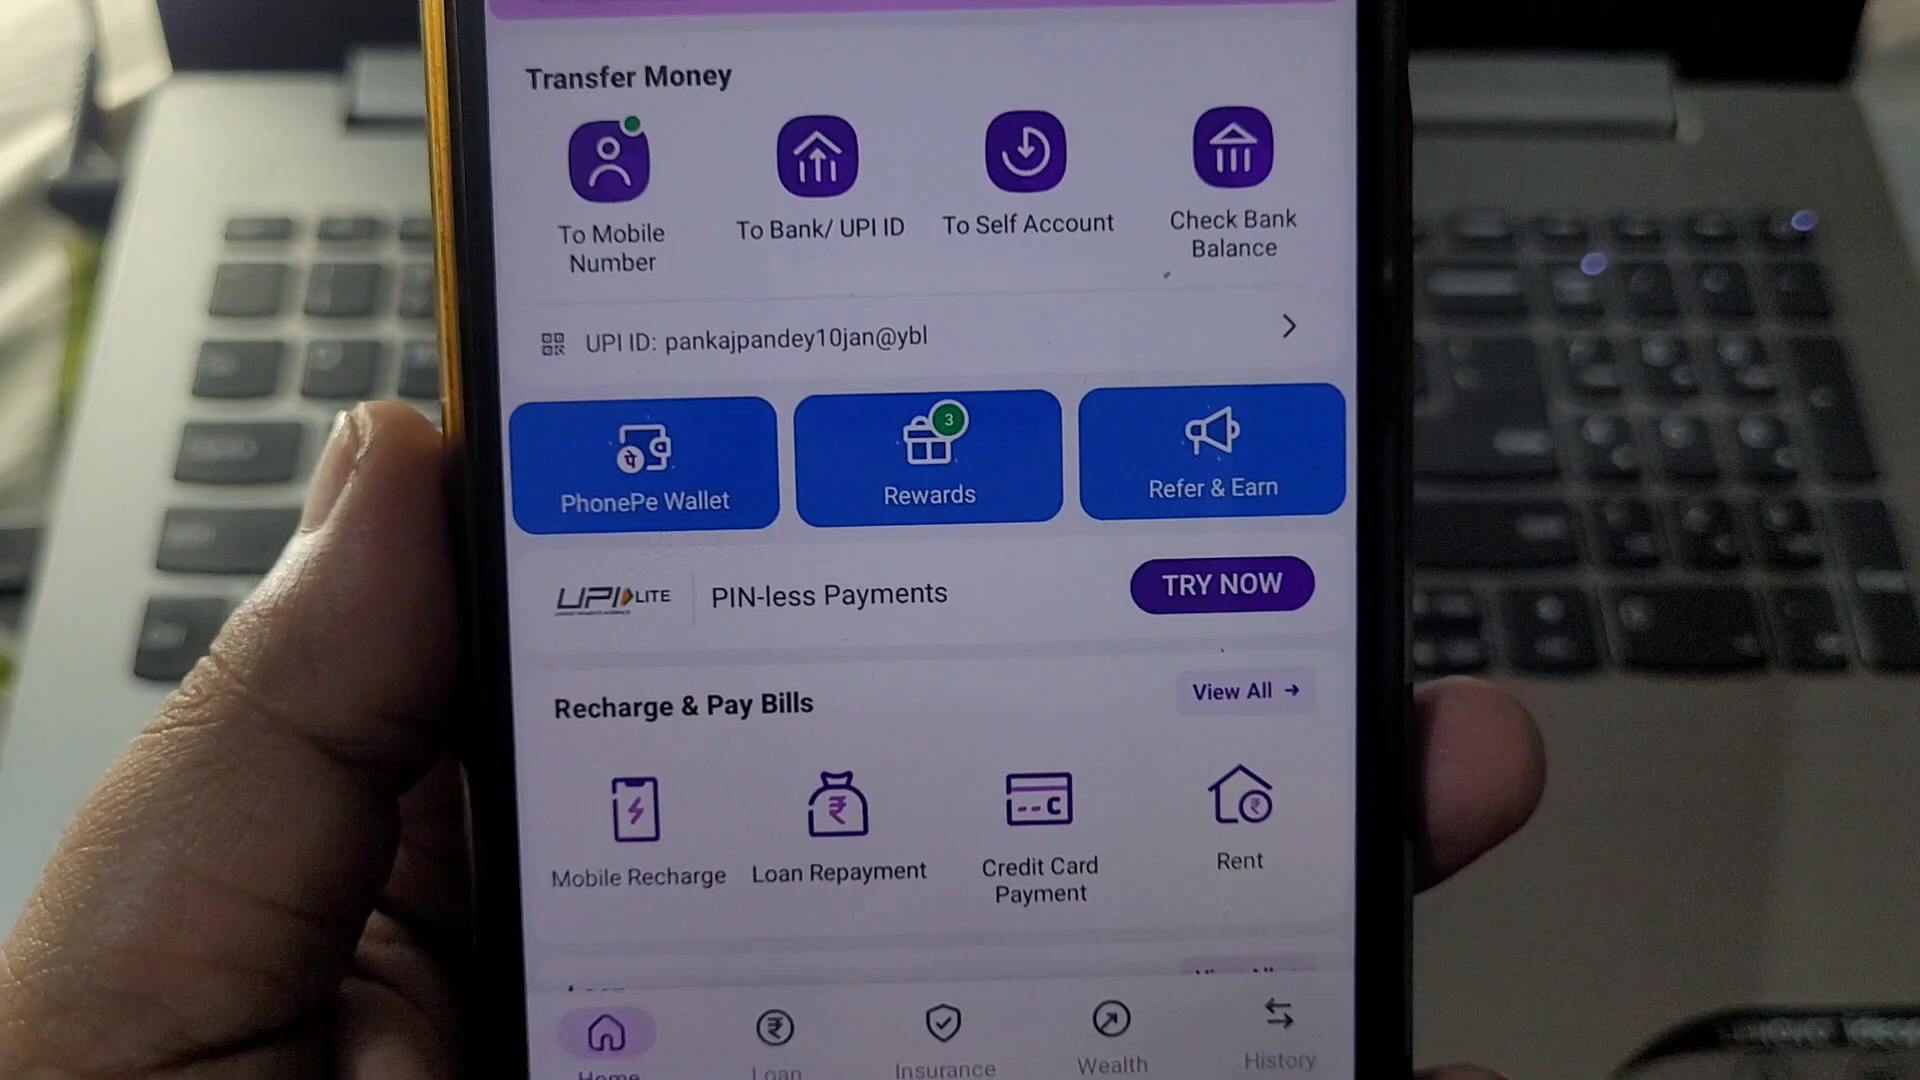 Transfer Money
To Mobile
Number
To Bank/ UPI ID
To Self Account
Check Bank
Balance
UPI ID: pankajpandey10jan@ybl
PhonePe Wallet
3
Rewards
Refer & Earn
UPI LITE
PIN-less Payments
TRY NOW
Recharge & Pay Bills
View All →
Mobile Recharge
Loan Repayment
Credit Card
Payment
Rent
Home
Loan
Insurance
Wealth
History